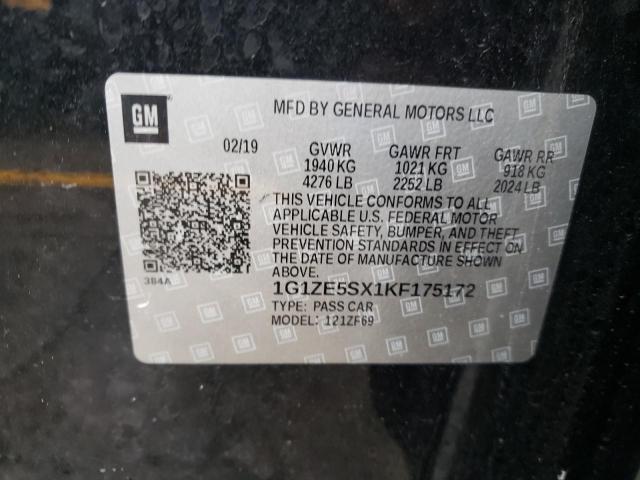 GM
MFD BY GENERAL MOTORS LLC
02/19 GVWR GAWR FRT GAWR RR
1940 KG 1021 KG 918 KG
4276 LB 2252 LB 2024 LB
THIS VEHICLE CONFORMS TO ALL
APPLICABLE U.S. FEDERAL MOTOR
VEHICLE SAFETY, BUMPER, AND THEFT
PREVENTION STANDARDS IN EFFECT ON
THE DATE OF MANUFACTURE SHOWN
ABOVE.
384A
1G1ZE5SX1KF175172
TYPE: PASS CAR
MODEL: 121ZF69